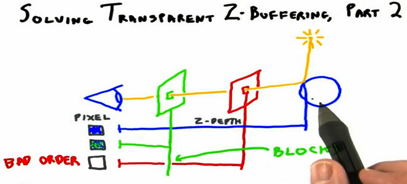 SOLVING TRANSPARENT Z-BUFFERING, PART 2
PIXEL
Z-DEPTH
BAD ORDER
BLOCK